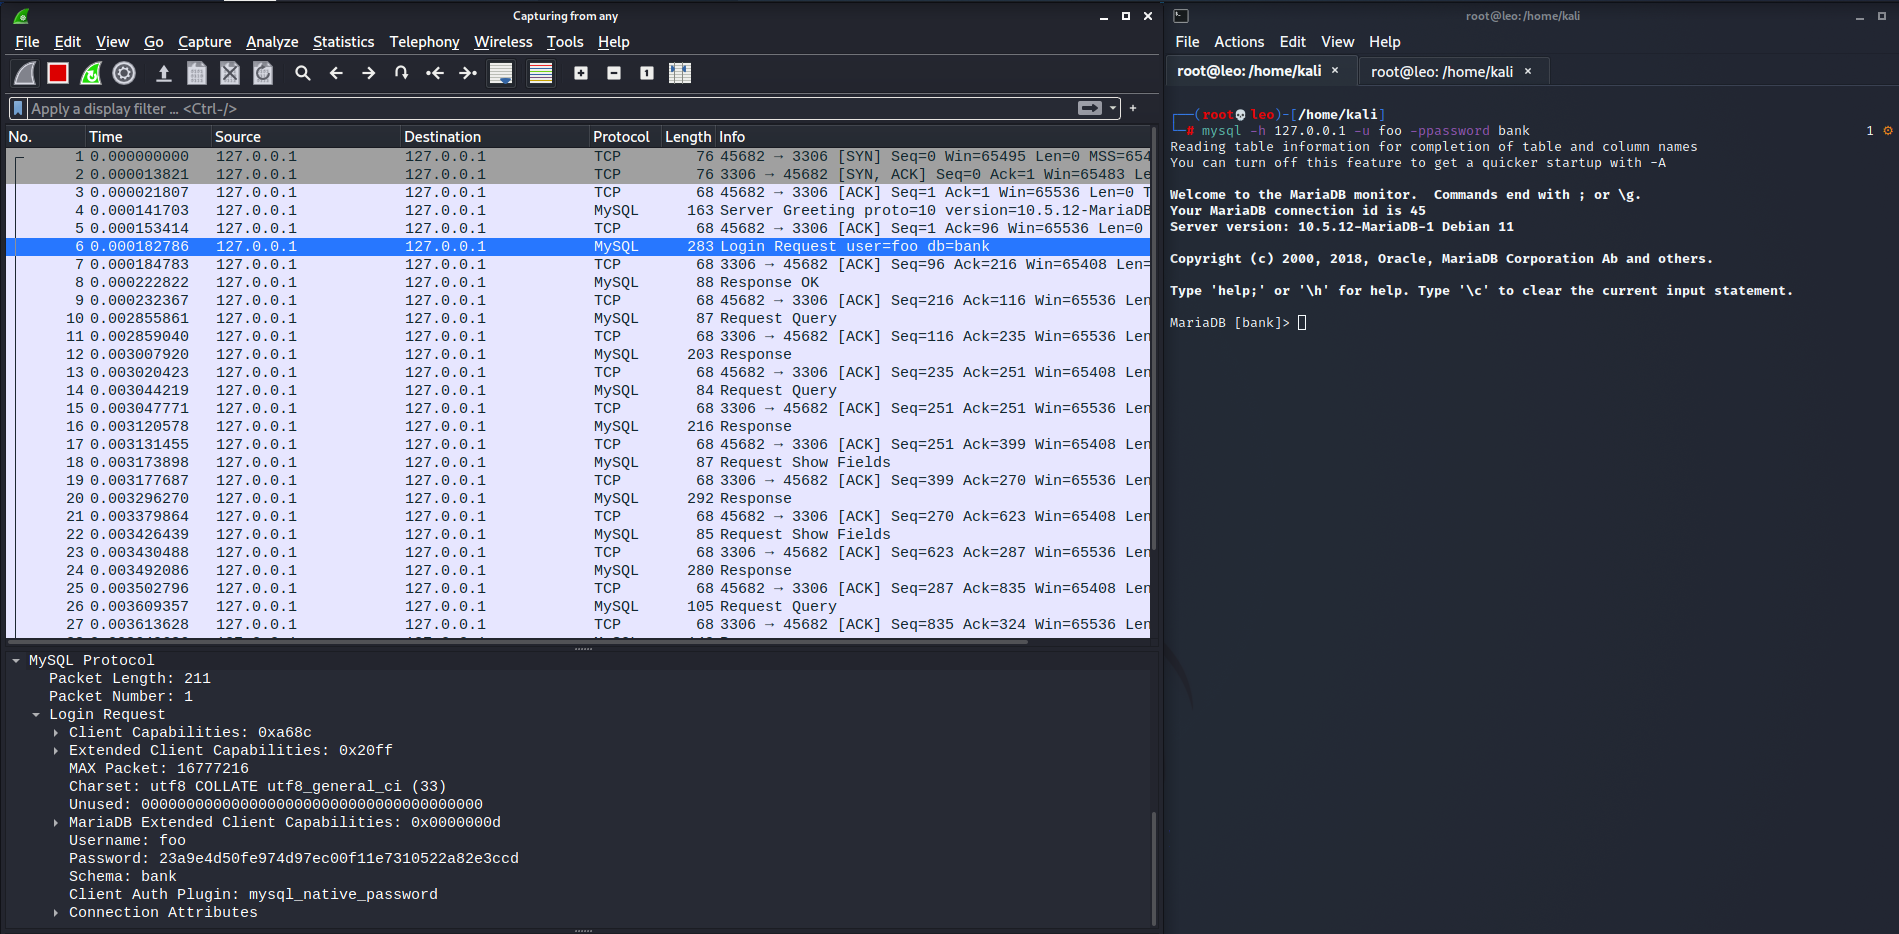 Capturing from any
File Edit View Go Capture Analyze Statistics Telephony Wireless Tools Help
Apply a display filter … <Ctrl-/>
+
No. Time Source Destination Protocol Length Info
1 0.000000000 127.0.0.1 127.0.0.1 TCP 76 45682 → 3306 [SYN] Seq=0 Win=65495 Len=0 MSS=654
2 0.000013821 127.0.0.1 127.0.0.1 TCP 76 3306 → 45682 [SYN, ACK] Seq=0 Ack=1 Win=65483 Le
3 0.000021807 127.0.0.1 127.0.0.1 TCP 68 45682 → 3306 [ACK] Seq=1 Ack=1 Win=65536 Len=0 T
4 0.000141703 127.0.0.1 127.0.0.1 MySQL 163 Server Greeting proto=10 version=10.5.12-MariaDB
5 0.000153414 127.0.0.1 127.0.0.1 TCP 68 45682 → 3306 [ACK] Seq=1 Ack=96 Win=65536 Len=0
6 0.000182786 127.0.0.1 127.0.0.1 MySQL 283 Login Request user=foo db=bank
7 0.000184783 127.0.0.1 127.0.0.1 TCP 68 3306 → 45682 [ACK] Seq=96 Ack=216 Win=65408 Len=
8 0.000222822 127.0.0.1 127.0.0.1 MySQL 88 Response OK
9 0.000232367 127.0.0.1 127.0.0.1 TCP 68 45682 → 3306 [ACK] Seq=216 Ack=116 Win=65536 Len
10 0.002855861 127.0.0.1 127.0.0.1 MySQL 87 Request Query
11 0.002859040 127.0.0.1 127.0.0.1 TCP 68 3306 → 45682 [ACK] Seq=116 Ack=235 Win=65536 Len
12 0.003007920 127.0.0.1 127.0.0.1 MySQL 203 Response
13 0.003020423 127.0.0.1 127.0.0.1 TCP 68 45682 → 3306 [ACK] Seq=235 Ack=251 Win=65408 Len
14 0.003044219 127.0.0.1 127.0.0.1 MySQL 84 Request Query
15 0.003047771 127.0.0.1 127.0.0.1 TCP 68 3306 → 45682 [ACK] Seq=251 Ack=251 Win=65536 Len
16 0.003120578 127.0.0.1 127.0.0.1 MySQL 216 Response
17 0.003131455 127.0.0.1 127.0.0.1 TCP 68 45682 → 3306 [ACK] Seq=251 Ack=399 Win=65408 Len
18 0.003173898 127.0.0.1 127.0.0.1 MySQL 87 Request Show Fields
19 0.003177687 127.0.0.1 127.0.0.1 TCP 68 3306 → 45682 [ACK] Seq=399 Ack=270 Win=65536 Len
20 0.003296270 127.0.0.1 127.0.0.1 MySQL 292 Response
21 0.003379864 127.0.0.1 127.0.0.1 TCP 68 45682 → 3306 [ACK] Seq=270 Ack=623 Win=65408 Len
22 0.003426439 127.0.0.1 127.0.0.1 MySQL 85 Request Show Fields
23 0.003430488 127.0.0.1 127.0.0.1 TCP 68 3306 → 45682 [ACK] Seq=623 Ack=287 Win=65536 Len
24 0.003492086 127.0.0.1 127.0.0.1 MySQL 280 Response
25 0.003502796 127.0.0.1 127.0.0.1 TCP 68 45682 → 3306 [ACK] Seq=287 Ack=835 Win=65408 Len
26 0.003609357 127.0.0.1 127.0.0.1 MySQL 105 Request Query
27 0.003613628 127.0.0.1 127.0.0.1 TCP 68 3306 → 45682 [ACK] Seq=835 Ack=324 Win=65536 Len
MySQL Protocol
Packet Length: 211
Packet Number: 1
Login Request
Client Capabilities: 0xa68c
Extended Client Capabilities: 0x20ff
MAX Packet: 16777216
Charset: utf8 COLLATE utf8_general_ci (33)
Unused: 00000000000000000000000000000000000000
MariaDB Extended Client Capabilities: 0x0000000d
Username: foo
Password: 23a9e4d50fe974d97ec00f11e7310522a82e3ccd
Schema: bank
Client Auth Plugin: mysql_native_password
Connection Attributes
root@leo:/home/kali
File Actions Edit View Help
root@leo: /home/kali × root@leo: /home/kali ×
┌──(root💀leo)-[/home/kali]
└─# mysql -h 127.0.0.1 -u foo -ppassword bank 1 ⚙
Reading table information for completion of table and column names
You can turn off this feature to get a quicker startup with -A
Welcome to the MariaDB monitor.  Commands end with ; or \g.
Your MariaDB connection id is 45
Server version: 10.5.12-MariaDB-1 Debian 11
Copyright (c) 2000, 2018, Oracle, MariaDB Corporation Ab and others.
Type 'help;' or '\h' for help. Type '\c' to clear the current input statement.
MariaDB [bank]>